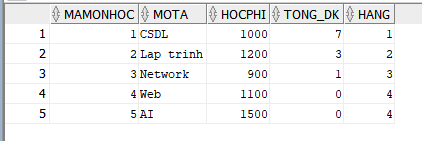 MAMONHOC MOTA HOCPHI TONG_DK HANG
1 1 CSDL 1000 7 1
2 2 Lap trinh 1200 3 2
3 3 Network 900 1 3
4 4 Web 1100 0 4
5 5 AI 1500 0 4